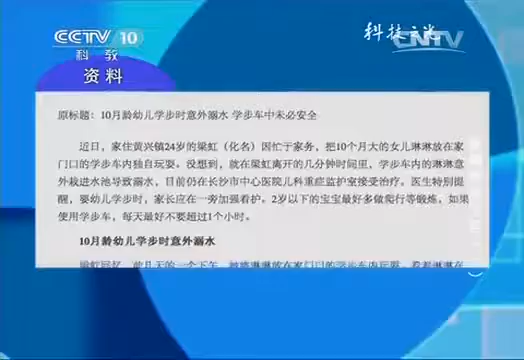 CCTV 10
科教
科技之光
CNTV
资料
原标题：10月龄幼儿学步时意外溺水 学步车中未必安全
近日，家住黄兴镇24岁的梁虹（化名）因忙于家务，把10个月大的女儿琳琳放在家
门口的学步车内独自玩耍。没想到，就在梁虹离开的几分钟时间里，学步车内的琳琳意
外栽进水池导致溺水，目前仍在长沙市中心医院儿科重症监护室接受治疗。医生特别提
醒，婴幼儿学步时，家长应在一旁加强看护。2岁以下的宝宝最好多做爬行等锻炼。如果
使用学步车，每天最好不要超过1个小时。
10月龄幼儿学步时意外溺水